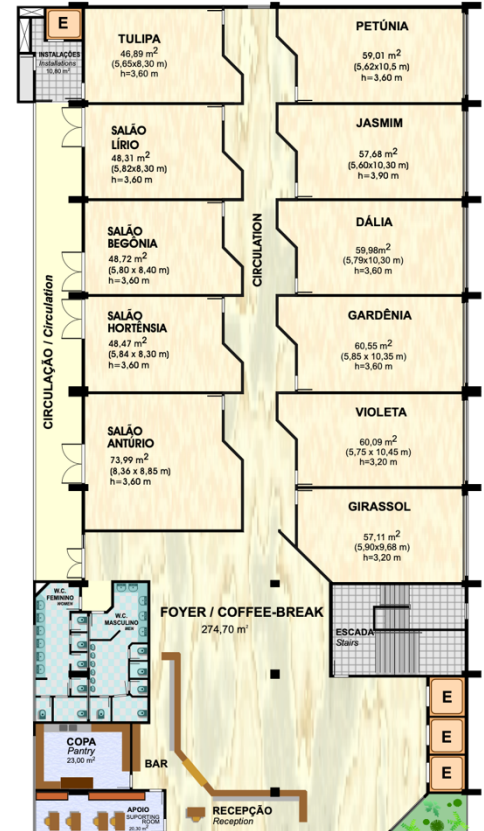 E
INSTALAÇÕES
Installations
10,80 m²
TULIPA
46,89 m²
(5,65x8,30 m)
h=3,60 m
PETÚNIA
59,01 m²
(5,62x10,5 m)
h=3,60 m
SALÃO
LÍRIO
48,31 m²
(5,82x8,30 m)
h=3,60 m
JASMIM
57,68 m²
(5,60x10,30 m)
h=3,90 m
SALÃO
BEGÔNIA
48,72 m²
(5,80 x 8,40 m)
h=3,60 m
CIRCULATION
DÁLIA
59,98m²
(5,79x10,30 m)
h=3,60 m
CIRCULAÇÃO / Circulation
SALÃO
HORTÊNSIA
48,47 m²
(5,84 x 8,30 m)
h=3,60 m
GARDÊNIA
60,55 m²
(5,85 x 10,35 m)
h=3,60 m
SALÃO
ANTÚRIO
73,99 m²
(8,36 x 8,85 m)
h=3,60 m
VIOLETA
60,09 m²
(5,75 x 10,45 m)
h=3,20 m
GIRASSOL
57,11 m²
(5,90x9,68 m)
h=3,20 m
W.C.
FEMININO
WOMEN
W.C.
MASCULINO
MEN
FOYER / COFFEE-BREAK
274,70 m²
ESCADA
Stairs
E
E
E
COPA
Pantry
23,00 m²
BAR
APOIO
SUPORTING
ROOM
20,30 m²
RECEPÇÃO
Reception